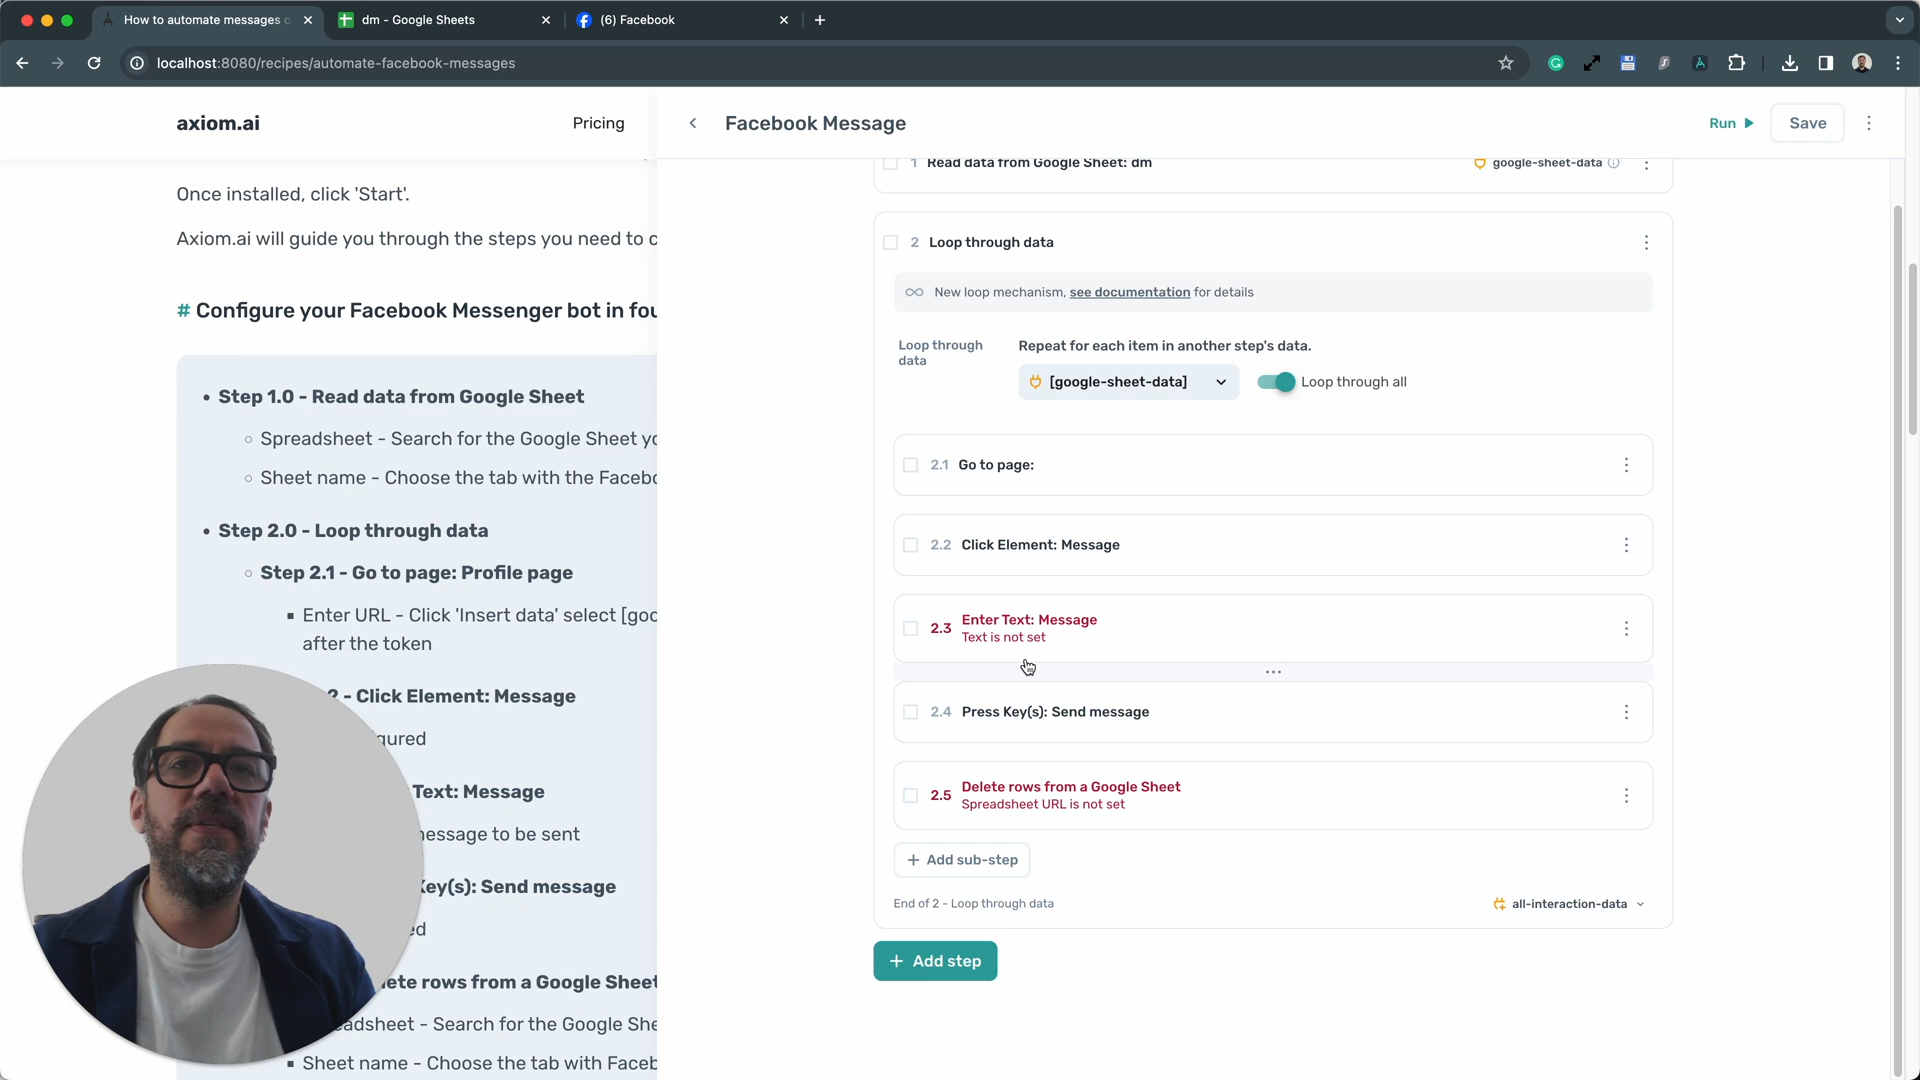 How to automate messages o
dm - Google Sheets
(6) Facebook
localhost:8080/recipes/automate-facebook-messages
axiom.ai
Pricing
Once installed, click 'Start'.
Axiom.ai will guide you through the steps you need to c
# Configure your Facebook Messenger bot in fou
• Step 1.0 - Read data from Google Sheet
Spreadsheet - Search for the Google Sheet yo
Sheet name - Choose the tab with the Facebo
• Step 2.0 - Loop through data
Step 2.1 - Go to page: Profile page
Enter URL - Click 'Insert data' select [goo
after the token
2 - Click Element: Message
gured
Text: Message
message to be sent
Key(s): Send message
ed
lete rows from a Google Sheet
eadsheet - Search for the Google She
Sheet name - Choose the tab with Faceb
Facebook Message
Run
Save
1 Read data from Google Sheet: dm
google-sheet-data
2 Loop through data
New loop mechanism, see documentation for details
Loop through
data
Repeat for each item in another step's data.
[google-sheet-data]
Loop through all
2.1 Go to page:
2.2 Click Element: Message
2.3 Enter Text: Message
Text is not set
2.4 Press Key(s): Send message
2.5 Delete rows from a Google Sheet
Spreadsheet URL is not set
+ Add sub-step
End of 2 - Loop through data
all-interaction-data
+ Add step